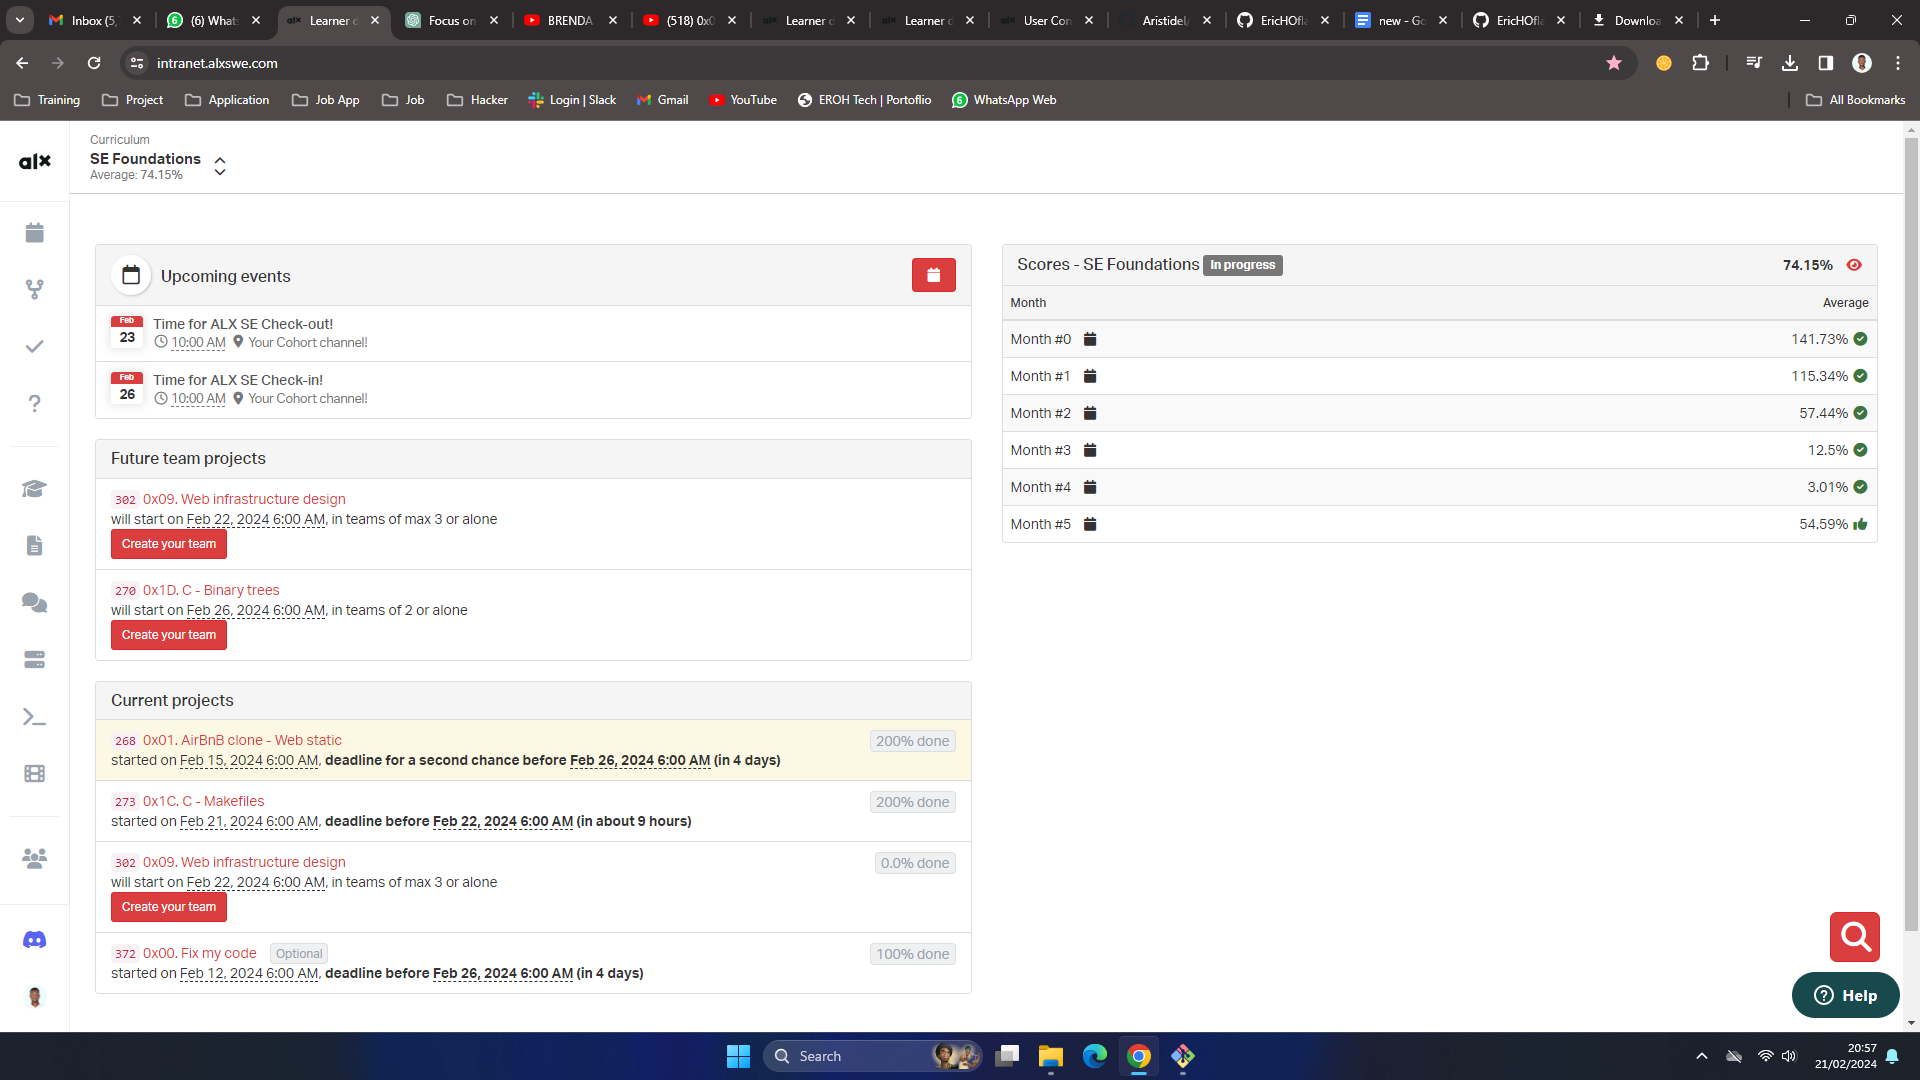 Inbox (5,
(6) Whats
Learner d
Focus on
BRENDA
(518) 0x0
Learner d
Learner d
User Con
Aristidel/
EricHOfla
new - Go
EricHOfla
Downloa
intranet.alxswe.com
Training
Project
Application
Job App
Job
Hacker
Login | Slack
Gmail
YouTube
EROH Tech | Portoflio
WhatsApp Web
All Bookmarks
alx
Curriculum
SE Foundations
Average: 74.15%
Upcoming events
Feb
23
Time for ALX SE Check-out!
10:00 AM Your Cohort channel!
Feb
26
Time for ALX SE Check-in!
10:00 AM Your Cohort channel!
Future team projects
302 0x09. Web infrastructure design
will start on Feb 22, 2024 6:00 AM, in teams of max 3 or alone
Create your team
270 0x1D. C - Binary trees
will start on Feb 26, 2024 6:00 AM, in teams of 2 or alone
Create your team
Current projects
268 0x01. AirBnB clone - Web static 200% done
started on Feb 15, 2024 6:00 AM, deadline for a second chance before Feb 26, 2024 6:00 AM (in 4 days)
273 0x1C. C - Makefiles 200% done
started on Feb 21, 2024 6:00 AM, deadline before Feb 22, 2024 6:00 AM (in about 9 hours)
302 0x09. Web infrastructure design 0.0% done
will start on Feb 22, 2024 6:00 AM, in teams of max 3 or alone
Create your team
372 0x00. Fix my code Optional 100% done
started on Feb 12, 2024 6:00 AM, deadline before Feb 26, 2024 6:00 AM (in 4 days)
Scores - SE Foundations In progress 74.15%
Month Average
Month #0 141.73%
Month #1 115.34%
Month #2 57.44%
Month #3 12.5%
Month #4 3.01%
Month #5 54.59%
Help
Search
20:57
21/02/2024